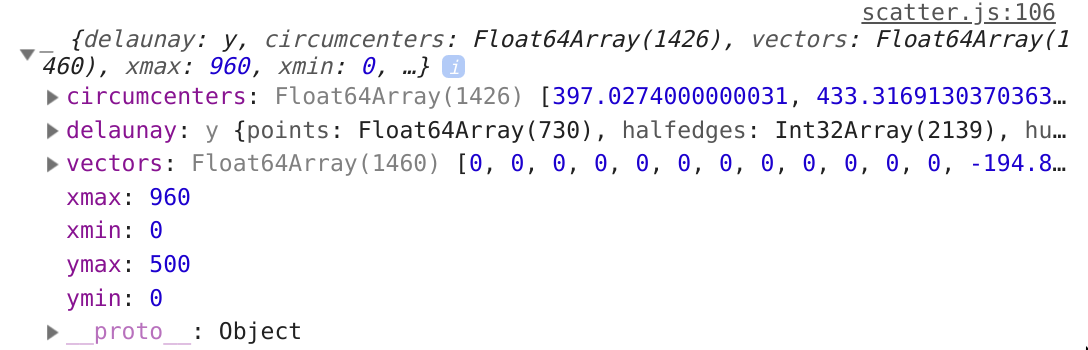 scatter.js:106
_ {delaunay: y, circumcenters: Float64Array(1426), vectors: Float64Array(1
460), xmax: 960, xmin: 0, …} i
circumcenters: Float64Array(1426) [397.0274000000031, 433.3169130370363…
delaunay: y {points: Float64Array(730), halfedges: Int32Array(2139), hu…
vectors: Float64Array(1460) [0, 0, 0, 0, 0, 0, 0, 0, 0, 0, 0, 0, -194.8…
xmax: 960
xmin: 0
ymax: 500
ymin: 0
__proto__: Object